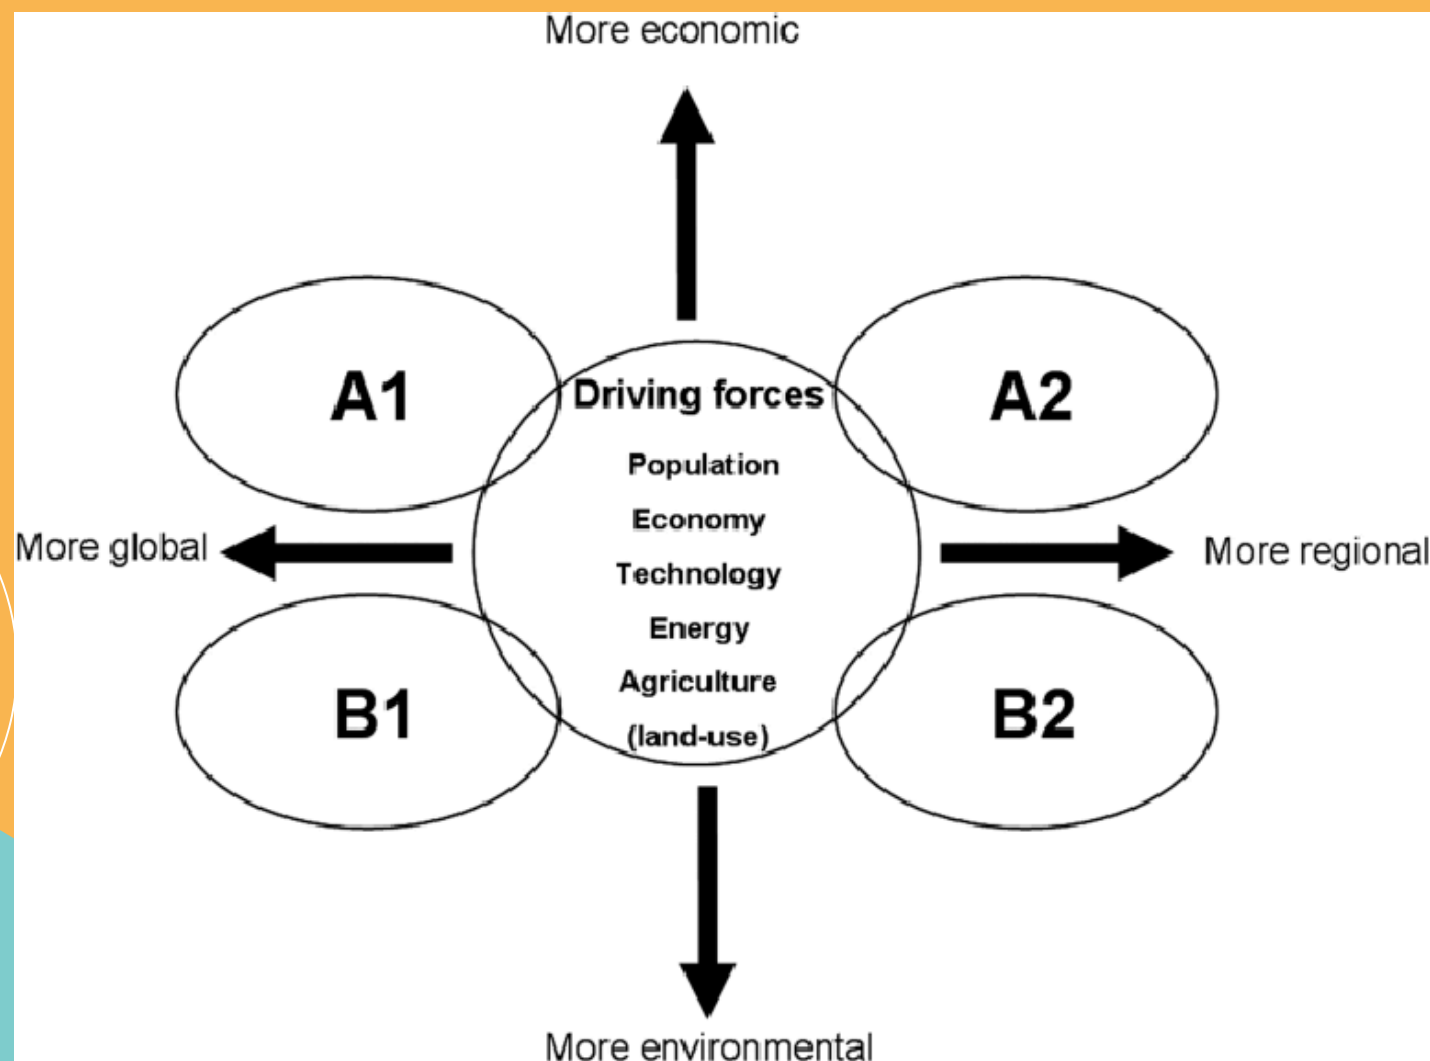 More economic
A1
Driving forces
A2
Population
Economy
Technology
Energy
Agriculture
(land-use)
More global
More regional
B1
B2
More environmental